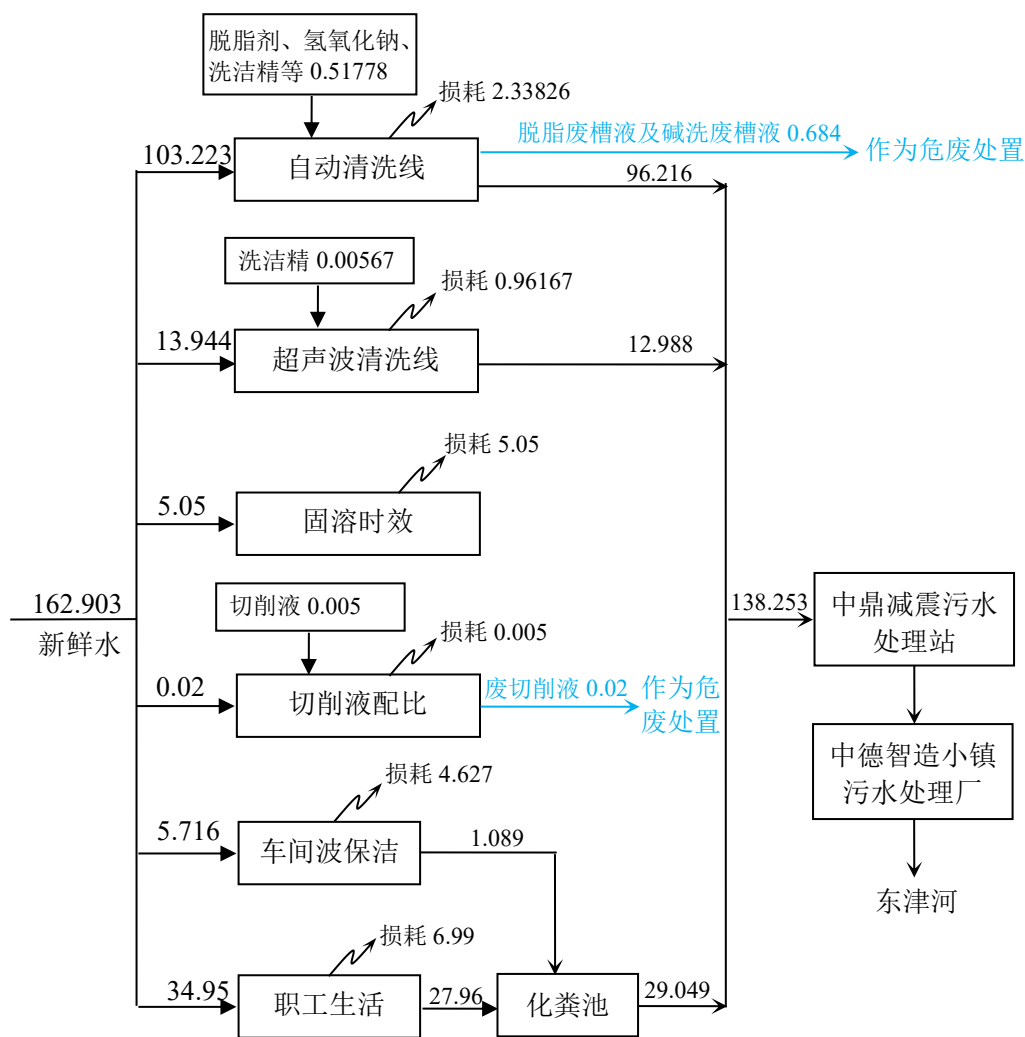 脱脂剂、氢氧化钠、
洗洁精等 0.51778
损耗 2.33826
脱脂废槽液及碱洗废槽液 0.684
作为危废处置
103.223
自动清洗线
96.216
洗洁精 0.00567
损耗 0.96167
13.944
超声波清洗线
12.988
损耗 5.05
5.05
固溶时效
162.903
新鲜水
切削液 0.005
损耗 0.005
138.253
中鼎减震污水
处理站
0.02
切削液配比
废切削液 0.02
作为危
废处置
中德智造小镇
污水处理厂
损耗 4.627
5.716
车间波保洁
1.089
东津河
损耗 6.99
34.95
职工生活
27.96
化粪池
29.049